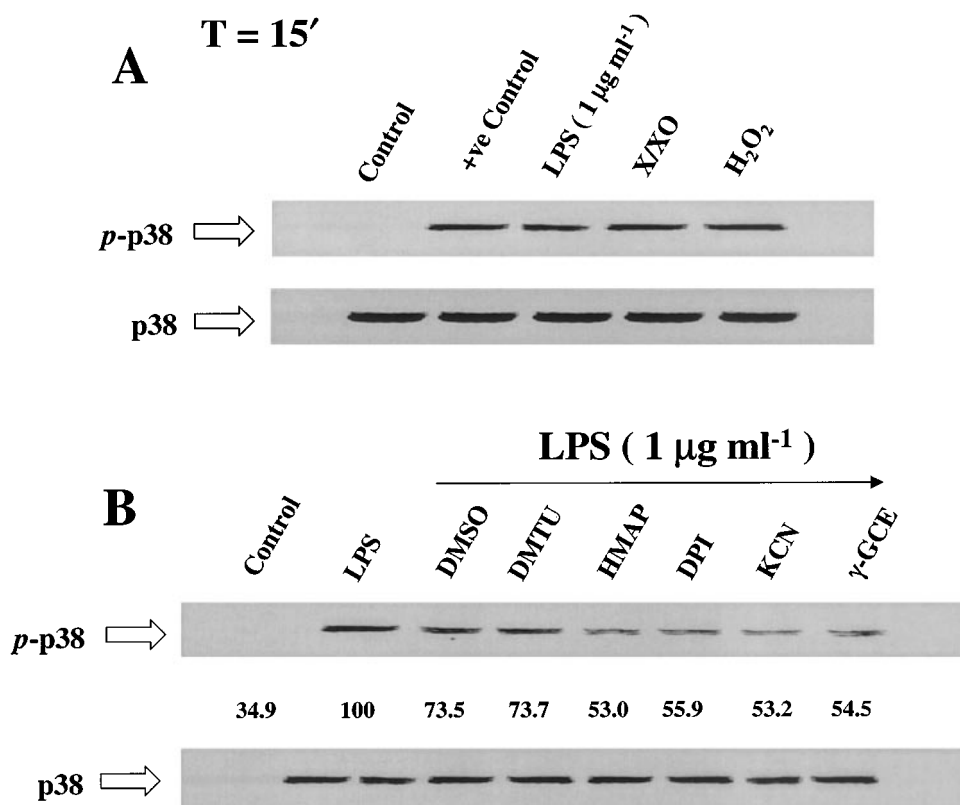 T = 15′
A
Control
+ve Control
LPS ( 1 µg ml-1)
X/XO
H2O2
p-p38
p38
LPS ( 1 µg ml-1 )
B
Control
LPS
DMSO
DMTU
HMAP
DPI
KCN
γ-GCE
p-p38
34.9 100 73.5 73.7 53.0 55.9 53.2 54.5
p38